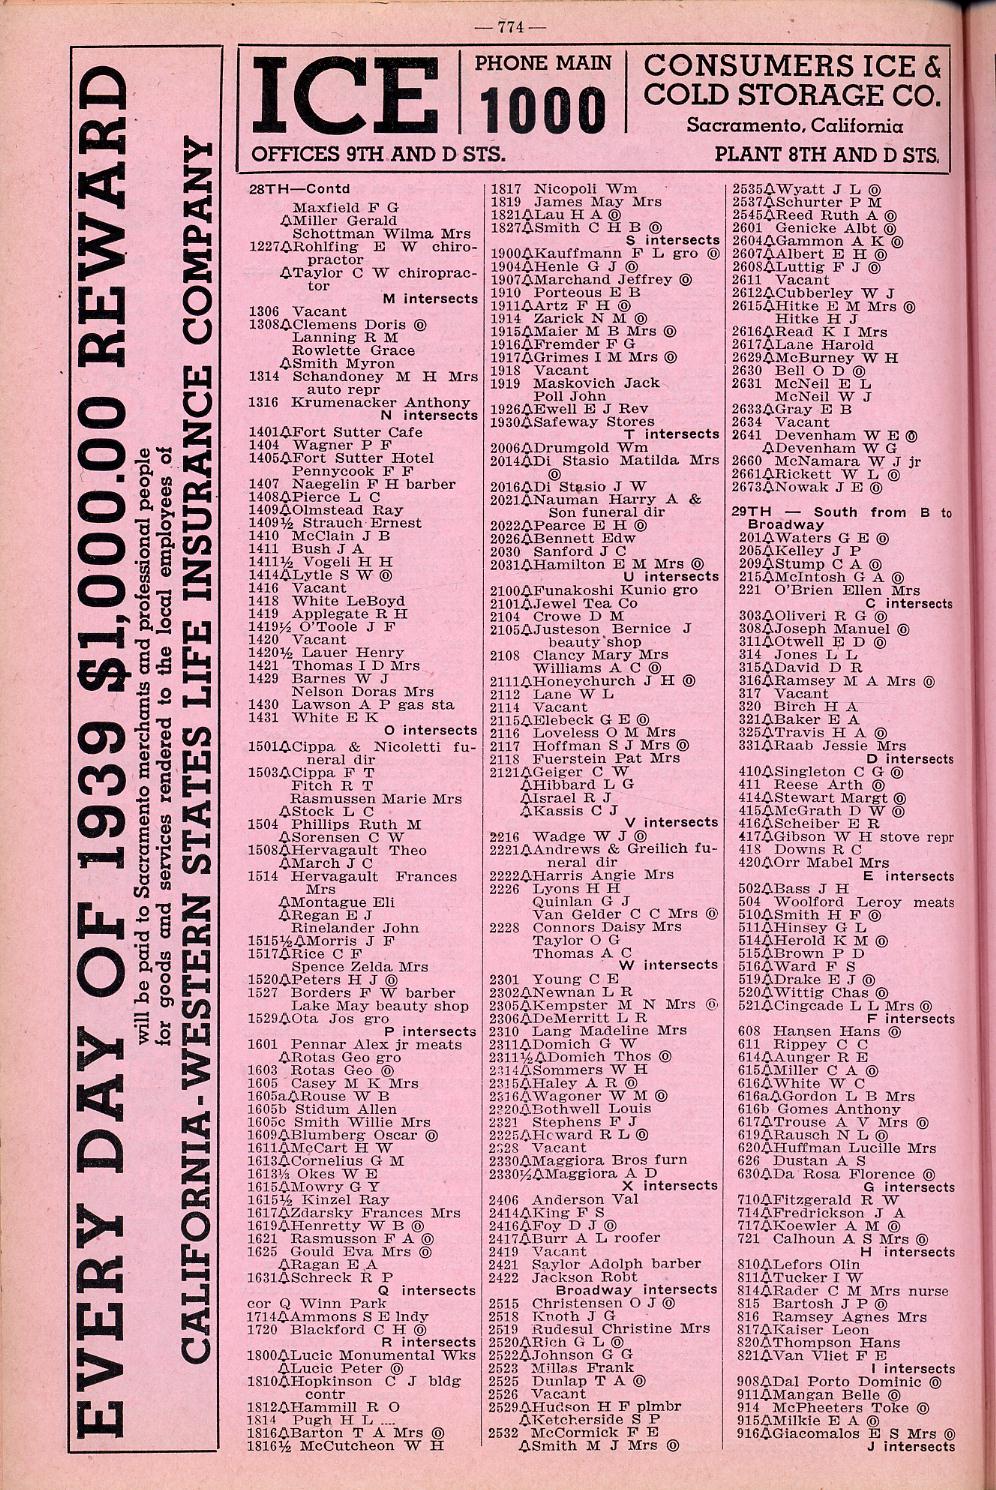 — 774 —
EVERY DAY OF 1939 $1,000.00 REWARD
will be paid to Sacramento merchants and professional people
for goods and services rendered to the local employees of
CALIFORNIA-WESTERN STATES LIFE INSURANCE COMPANY
ICE
OFFICES 9TH AND D STS.
PHONE MAIN
1000
CONSUMERS ICE &
COLD STORAGE CO.
Sacramento, California
PLANT 8TH AND D STS.
28TH—Contd
Maxfield F G
△Miller Gerald
Schottman Wilma Mrs
1227△Rohlfing E W chiro-
practor
△Taylor C W chiroprac-
tor
M intersects
1306 Vacant
1308△Clemens Doris ◎
Lanning R M
Rowlette Grace
△Smith Myron
1314 Schandoney M H Mrs
auto repr
1316 Krumenacker Anthony
N intersects
1401△Fort Sutter Cafe
1404 Wagner P F
1405△Fort Sutter Hotel
Pennycook F F
1407 Naegelin F H barber
1408△Pierce L C
1409△Olmstead Ray
1409½ Strauch Ernest
1410 McClain J B
1411 Bush J A
1411½ Vogeli H H
1414△Lytle S W ◎
1416 Vacant
1418 White LeBoyd
1419 Applegate R H
1419½ O'Toole J F
1420 Vacant
1420½ Lauer Henry
1421 Thomas I D Mrs
1429 Barnes W J
Nelson Doras Mrs
1430 Lawson A P gas sta
1431 White E K
O intersects
1501△Cippa & Nicoletti fu-
neral dir
1503△Cippa F T
Fitch R T
Rasmussen Marie Mrs
△Stock L C
1504 Phillips Ruth M
△Sorensen C W
1508△Hervagault Theo
△March J C
1514 Hervagault Frances
Mrs
△Montague Eli
△Regan E J
Rinelander John
1515½△Morris J F
1517△Rice C F
Spence Zelda Mrs
1520△Peters H J ◎
1527 Borders F W barber
Lake May beauty shop
1529△Ota Jos gro
P intersects
1601 Pennar Alex jr meats
△Rotas Geo gro
1603 Rotas Geo ◎
1605 Casey M K Mrs
1605a△Rouse W B
1605b Stidum Allen
1605c Smith Willie Mrs
1609△Blumberg Oscar ◎
1611△McCart H W
1613△Cornelius G M
1613½ Okes W E
1615△Mowry G Y
1615½ Kinzel Ray
1617△Zdarsky Frances Mrs
1619△Henretty W B ◎
1621 Rasmusson F A ◎
1625 Gould Eva Mrs ◎
△Ragan E A
1631△Schreck R P
Q intersects
cor Q Winn Park
1714△Ammons S E lndy
1720 Blackford C H ◎
R intersects
1800△Lucic Monumental Wks
△Lucic Peter ◎
1810△Hopkinson C J bldg
contr
1812△Hammill R O
1814 Pugh H L ....
1816△Barton T A Mrs ◎
1816½ McCutcheon W H
1817 Nicopoli Wm
1819 James May Mrs
1821△Lau H A ◎
1827△Smith C H B ◎
S intersects
1900△Kauffmann F L gro ◎
1904△Henle G J ◎
1907△Marchand Jeffrey ◎
1910 Porteous E B
1911△Artz F H ◎
1914 Zarick N M ◎
1915△Maier M B Mrs ◎
1916△Fremder F G
1917△Grimes I M Mrs ◎
1918 Vacant
1919 Maskovich Jack
Poll John
1926△Ewell E J Rev
1930△Safeway Stores
T intersects
2006△Drumgold Wm
2014△Di Stasio Matilda Mrs
◎
2016△Di Stasio J W
2021△Nauman Harry A &
Son funeral dir
2022△Pearce E H ◎
2026△Bennett Edw
2030 Sanford J C
2031△Hamilton E M Mrs ◎
U intersects
2100△Funakoshi Kunio gro
2101△Jewel Tea Co
2104 Crowe D M
2105△Justeson Bernice J
beauty shop
2108 Clancy Mary Mrs
Williams A C ◎
2111△Honeychurch J H ◎
2112 Lane W L
2114 Vacant
2115△Elebeck G E ◎
2116 Loveless O M Mrs
2117 Hoffman S J Mrs ◎
2118 Fuerstein Pat Mrs
2121△Geiger C W
△Hibbard L G
△Israel R J
△Kassis C J
V intersects
2216 Wadge W J ◎
2221△Andrews & Greilich fu-
neral dir
2222△Harris Angie Mrs
2226 Lyons H H
Quinlan G J
Van Gelder C C Mrs ◎
2228 Connors Daisy Mrs
Taylor O G
Thomas A C
W intersects
2301 Young C E
2302△Newnan L R
2305△Kempster M N Mrs ◎
2306△DeMerritt L R
2310 Lang Madeline Mrs
2311△Domich G W
2311½△Domich Thos ◎
2314△Sommers W H
2315△Haley A R ◎
2316△Wagoner W M ◎
2320△Bothwell Louis
2321 Stephens F J
2325△Howard R L ◎
2328 Vacant
2330△Maggiora Bros furn
2330½△Maggiora A D
X intersects
2406 Anderson Val
2414△King F S
2416△Foy D J ◎
2417△Burr A L roofer
2419 Vacant
2421 Saylor Adolph barber
2422 Jackson Robt
Broadway intersects
2515 Christensen O J ◎
2518 Knoth J G
2519 Rudesul Christine Mrs
2520△Rich G L ◎
2522△Johnson G G
2523 Millas Frank
2525 Dunlap T A ◎
2526 Vacant
2529△Hudson H F plmbr
△Ketcherside S P
2532 McCormick F E
△Smith M J Mrs ◎
2535△Wyatt J L ◎
2537△Schurter P M
2545△Reed Ruth A ◎
2601 Genicke Albt ◎
2604△Gammon A K ◎
2607△Albert E H ◎
2608△Luttig F J ◎
2611 Vacant
2612△Cubberley W J
2615△Hitke E M Mrs ◎
Hitke H J
2616△Read K I Mrs
2617△Lane Harold
2629△McBurney W H
2630 Bell O D ◎
2631 McNeil E L
McNeil W J
2633△Gray E B
2634 Vacant
2641 Devenham W E ◎
△Devenham W G
2660 McNamara W J jr
2661△Rickett W L ◎
2673△Nowak J E ◎
29TH — South from B to
Broadway
201△Waters G E ◎
205△Kelley J P
209△Stump C A ◎
215△McIntosh G A ◎
221 O'Brien Ellen Mrs
C intersects
303△Oliveri R G ◎
308△Joseph Manuel ◎
311△Otwell H D ◎
314 Jones L L
315△David D R
316△Ramsey M A Mrs ◎
317 Vacant
320 Birch H A
321△Baker E A
325△Travis H A ◎
331△Raab Jessie Mrs
D intersects
410△Singleton C G ◎
411 Reese Arth ◎
414△Stewart Margt ◎
415△McGrath D W ◎
416△Scheiber E R
417△Gibson W H stove repr
418 Downs R C
420△Orr Mabel Mrs
E intersects
502△Bass J H
504 Woolford Leroy meats
510△Smith H F ◎
511△Hinsey G L
514△Herold K M ◎
515△Brown P D
516△Ward F S
519△Drake E J ◎
520△Wittig Chas ◎
521△Cingcade L L Mrs ◎
F intersects
608 Hansen Hans ◎
611 Rippey C C
614△Aunger R E
615△Miller C A ◎
616△White W C
616a△Gordon L B Mrs
616b Gomes Anthony
617△Trouse A V Mrs ◎
619△Rausch N L ◎
620△Huffman Lucille Mrs
626 Dustan A S
630△Da Rosa Florence ◎
G intersects
710△Fitzgerald R W
714△Fredrickson J A
717△Koewler A M ◎
721 Calhoun A S Mrs ◎
H intersects
810△Lefors Olin
811△Tucker I W
814△Rader C M Mrs nurse
815 Bartosh J P ◎
816 Ramsey Agnes Mrs
817△Kaiser Leon
820△Thompson Hans
821△Van Vliet F E
I intersects
908△Dal Porto Dominic ◎
911△Mangan Belle ◎
914 McPheeters Toke ◎
915△Milkie E A ◎
916△Giacomalos E S Mrs ◎
J intersects